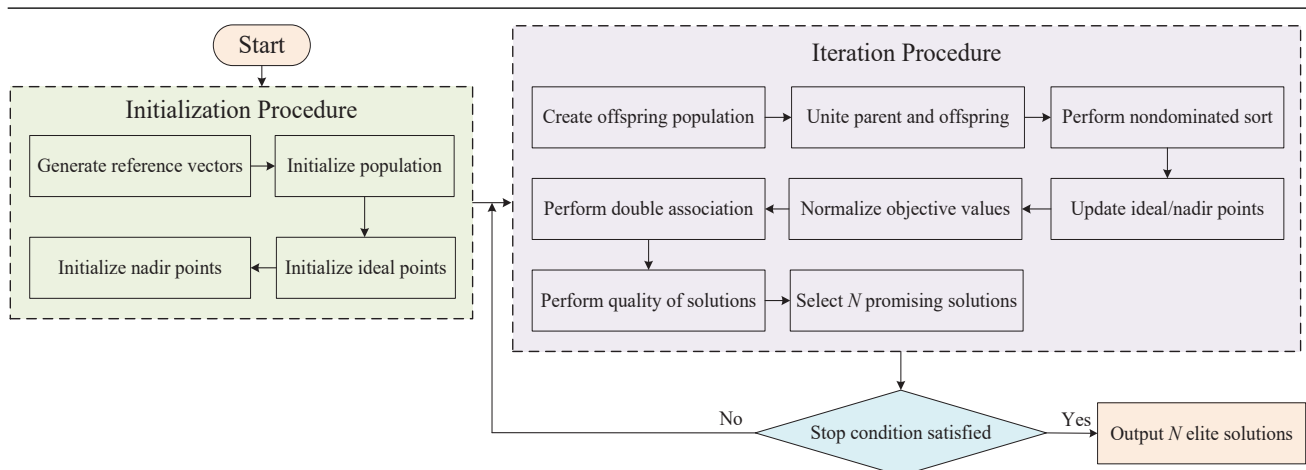 Start
Initialization Procedure
Generate reference vectors
Initialize population
Initialize nadir points
Initialize ideal points
Iteration Procedure
Create offspring population
Unite parent and offspring
Perform nondominated sort
Perform double association
Normalize objective values
Update ideal/nadir points
Perform quality of solutions
Select N promising solutions
No
Stop condition satisfied
Yes
Output N elite solutions